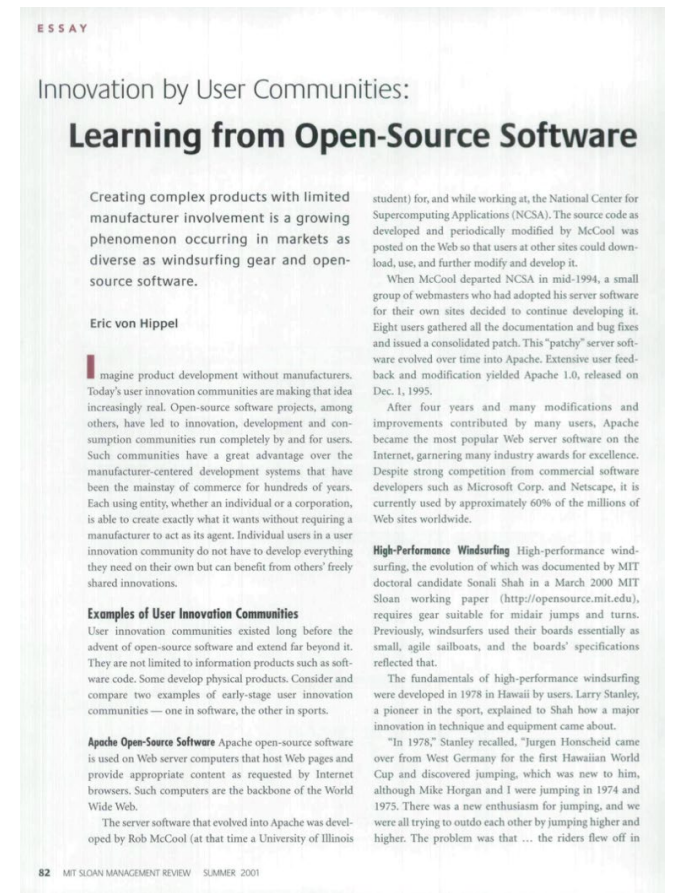 ESSAY
Innovation by User Communities:
Learning from Open-Source Software
Creating complex products with limited
manufacturer involvement is a growing
phenomenon occurring in markets as
diverse as windsurfing gear and open-
source software.
Eric von Hippel
Imagine product development without manufacturers.
Today's user innovation communities are making that idea
increasingly real. Open-source software projects, among
others, have led to innovation, development and con-
sumption communities run completely by and for users.
Such communities have a great advantage over the
manufacturer-centered development systems that have
been the mainstay of commerce for hundreds of years.
Each using entity, whether an individual or a corporation,
is able to create exactly what it wants without requiring a
manufacturer to act as its agent. Individual users in a user
innovation community do not have to develop everything
they need on their own but can benefit from others' freely
shared innovations.
Examples of User Innovation Communities
User innovation communities existed long before the
advent of open-source software and extend far beyond it.
They are not limited to information products such as soft-
ware code. Some develop physical products. Consider and
compare two examples of early-stage user innovation
communities — one in software, the other in sports.
Apache Open-Source Software Apache open-source software
is used on Web server computers that host Web pages and
provide appropriate content as requested by Internet
browsers. Such computers are the backbone of the World
Wide Web.
The server software that evolved into Apache was devel-
oped by Rob McCool (at that time a University of Illinois
student) for, and while working at, the National Center for
Supercomputing Applications (NCSA). The source code as
developed and periodically modified by McCool was
posted on the Web so that users at other sites could down-
load, use, and further modify and develop it.
When McCool departed NCSA in mid-1994, a small
group of webmasters who had adopted his server software
for their own sites decided to continue developing it.
Eight users gathered all the documentation and bug fixes
and issued a consolidated patch. This "patchy" server soft-
ware evolved over time into Apache. Extensive user feed-
back and modification yielded Apache 1.0, released on
Dec. 1, 1995.
After four years and many modifications and
improvements contributed by many users, Apache
became the most popular Web server software on the
Internet, garnering many industry awards for excellence.
Despite strong competition from commercial software
developers such as Microsoft Corp. and Netscape, it is
currently used by approximately 60% of the millions of
Web sites worldwide.
High-Performance Windsurfing High-performance wind-
surfing, the evolution of which was documented by MIT
doctoral candidate Sonali Shah in a March 2000 MIT
Sloan working paper (http://opensource.mit.edu),
requires gear suitable for midair jumps and turns.
Previously, windsurfers used their boards essentially as
small, agile sailboats, and the boards' specifications
reflected that.
The fundamentals of high-performance windsurfing
were developed in 1978 in Hawaii by users. Larry Stanley,
a pioneer in the sport, explained to Shah how a major
innovation in technique and equipment came about.
"In 1978," Stanley recalled, "Jurgen Honscheid came
over from West Germany for the first Hawaiian World
Cup and discovered jumping, which was new to him,
although Mike Horgan and I were jumping in 1974 and
1975. There was a new enthusiasm for jumping, and we
were all trying to outdo each other by jumping higher and
higher. The problem was that ... the riders flew off in
82 MIT SLOAN MANAGEMENT REVIEW SUMMER 2001